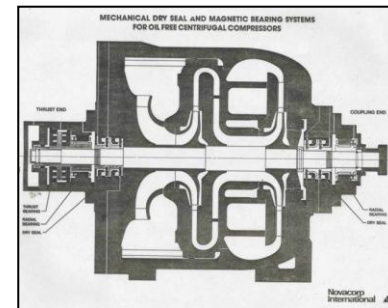 MECHANICAL DRY SEAL AND MAGNETIC BEARING SYSTEMS
FOR OIL FREE CENTRIFUGAL COMPRESSORS
THRUST END
COUPLING END
THRUST
BEARING
RADIAL
BEARING
DRY SEAL
RADIAL
BEARING
DRY SEAL
Novacorp
International